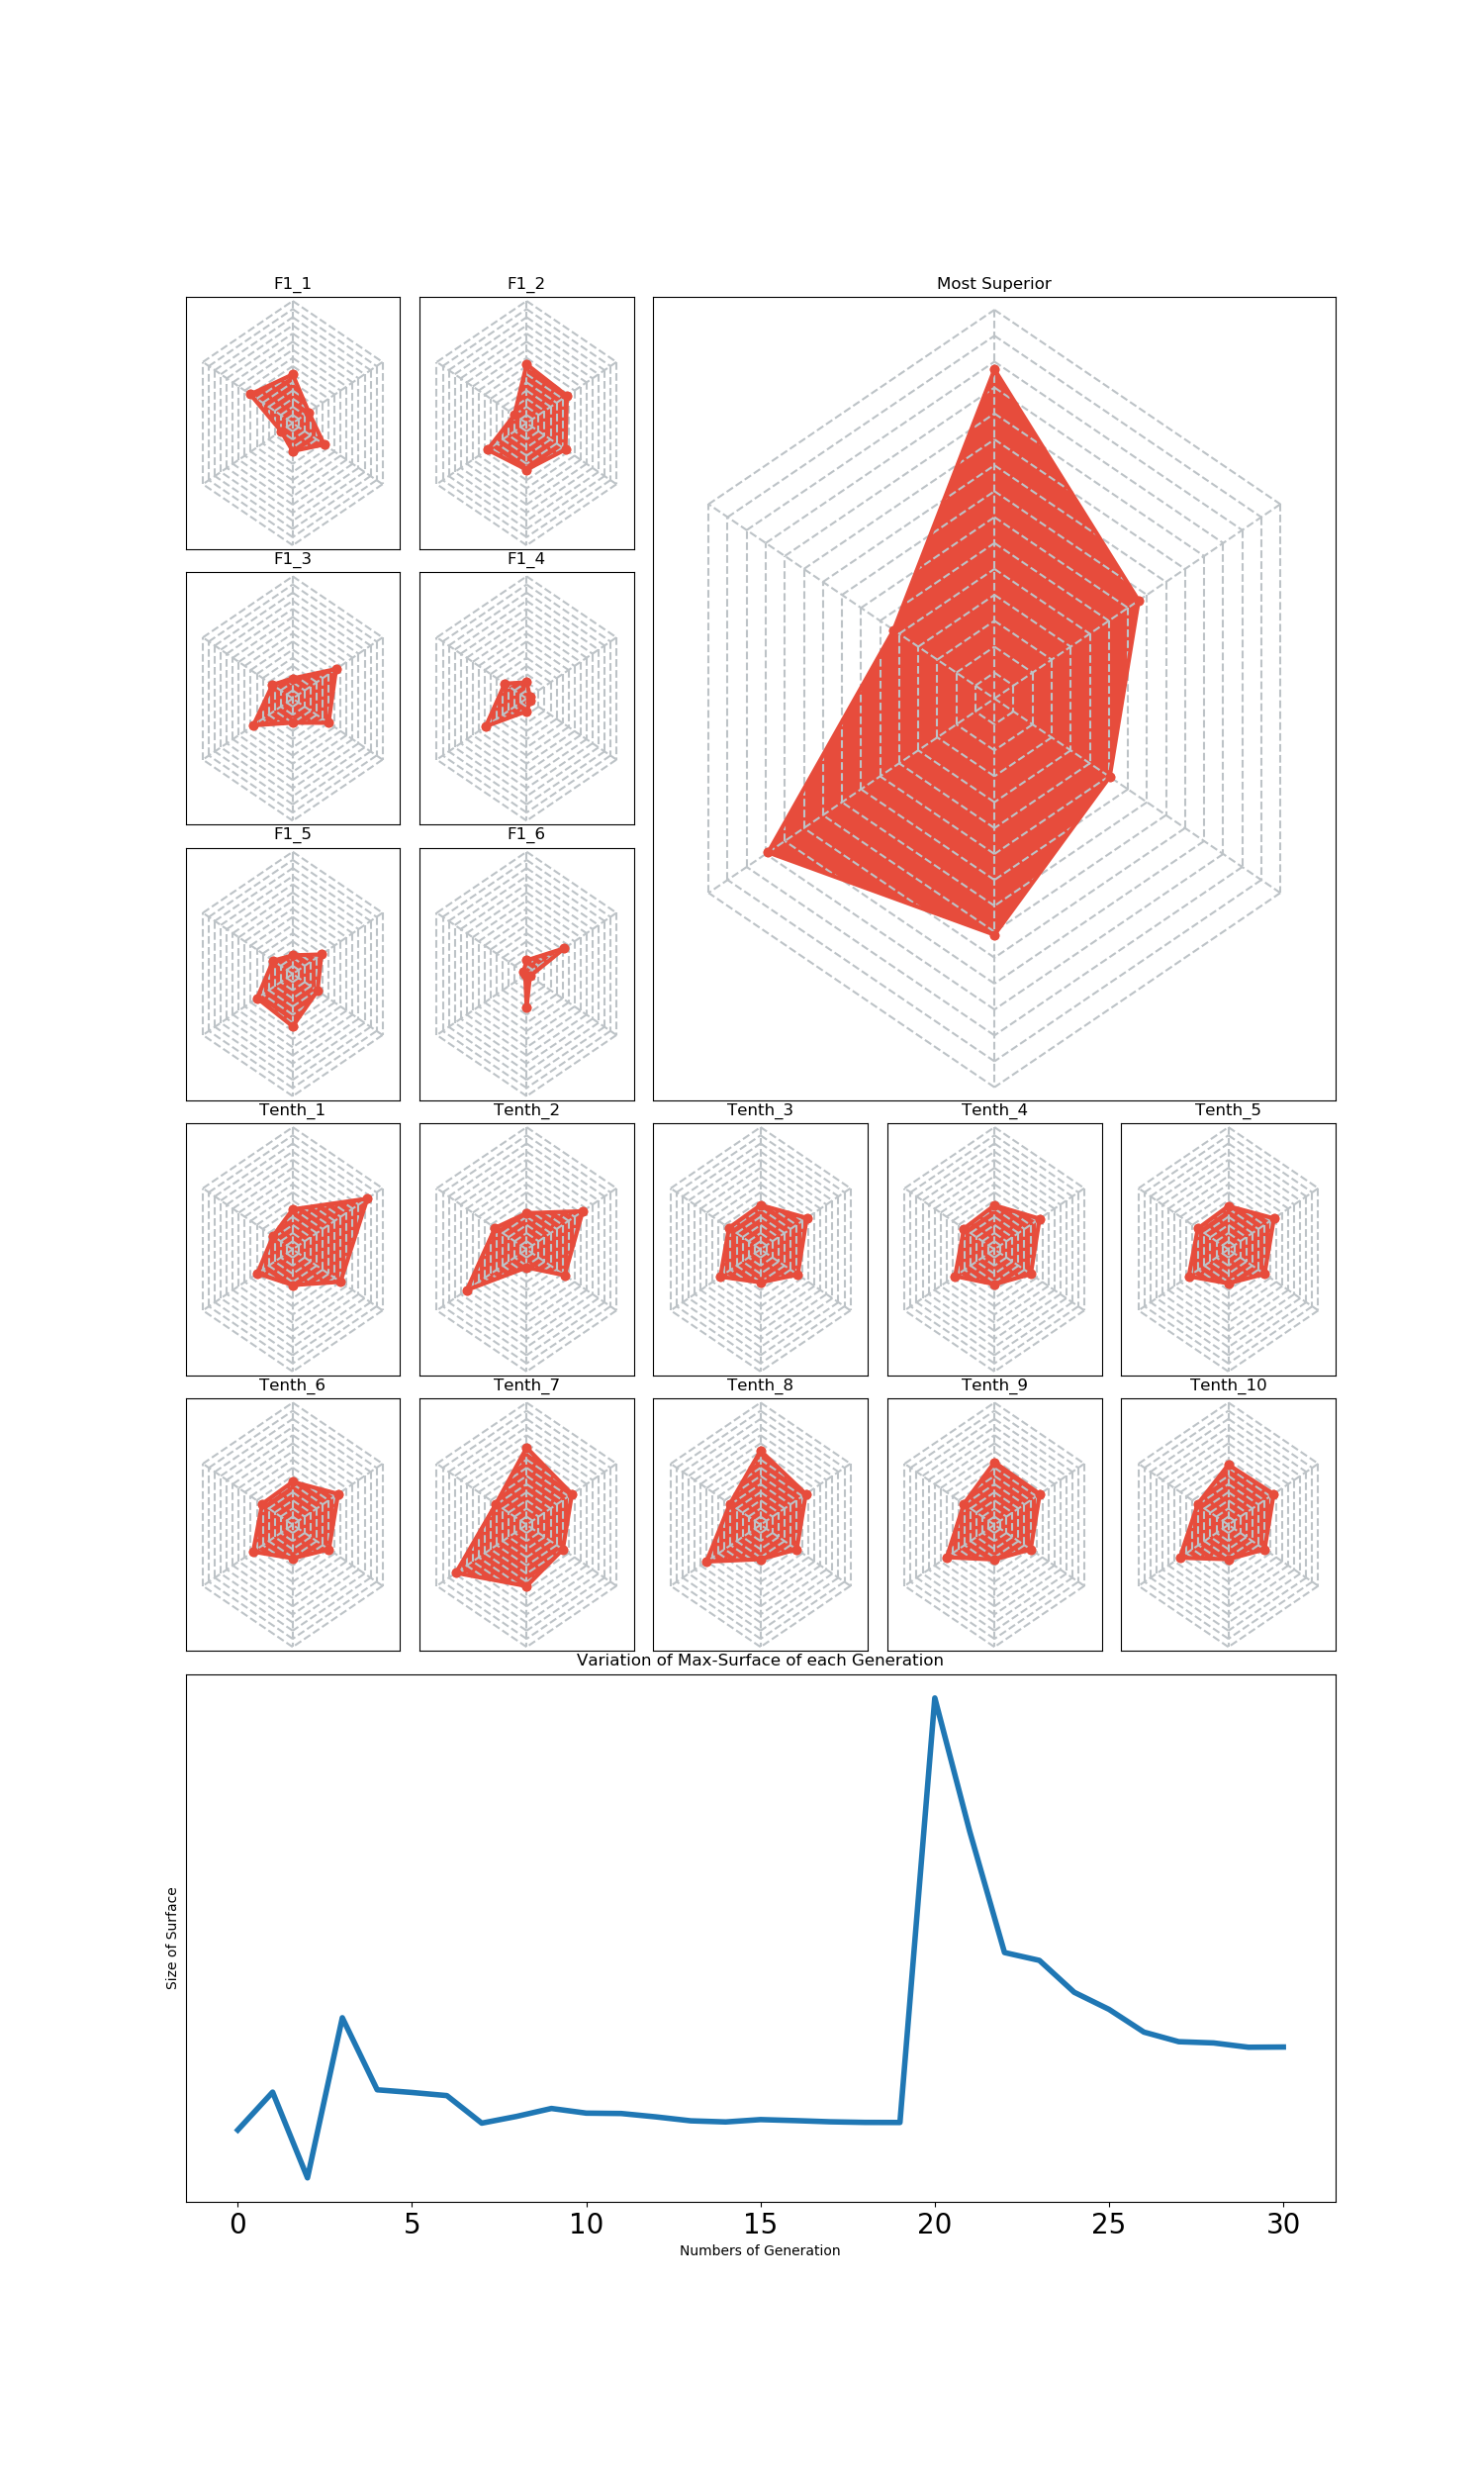 F1_1
F1_2
Most Superior
F1_3
F1_4
F1_5
F1_6
Tenth_1
Tenth_2
Tenth_3
Tenth_4
Tenth_5
Tenth_6
Tenth_7
Tenth_8
Tenth_9
Tenth_10
Variation of Max-Surface of each Generation
Size of Surface
0 5 10 15 20 25 30
Numbers of Generation